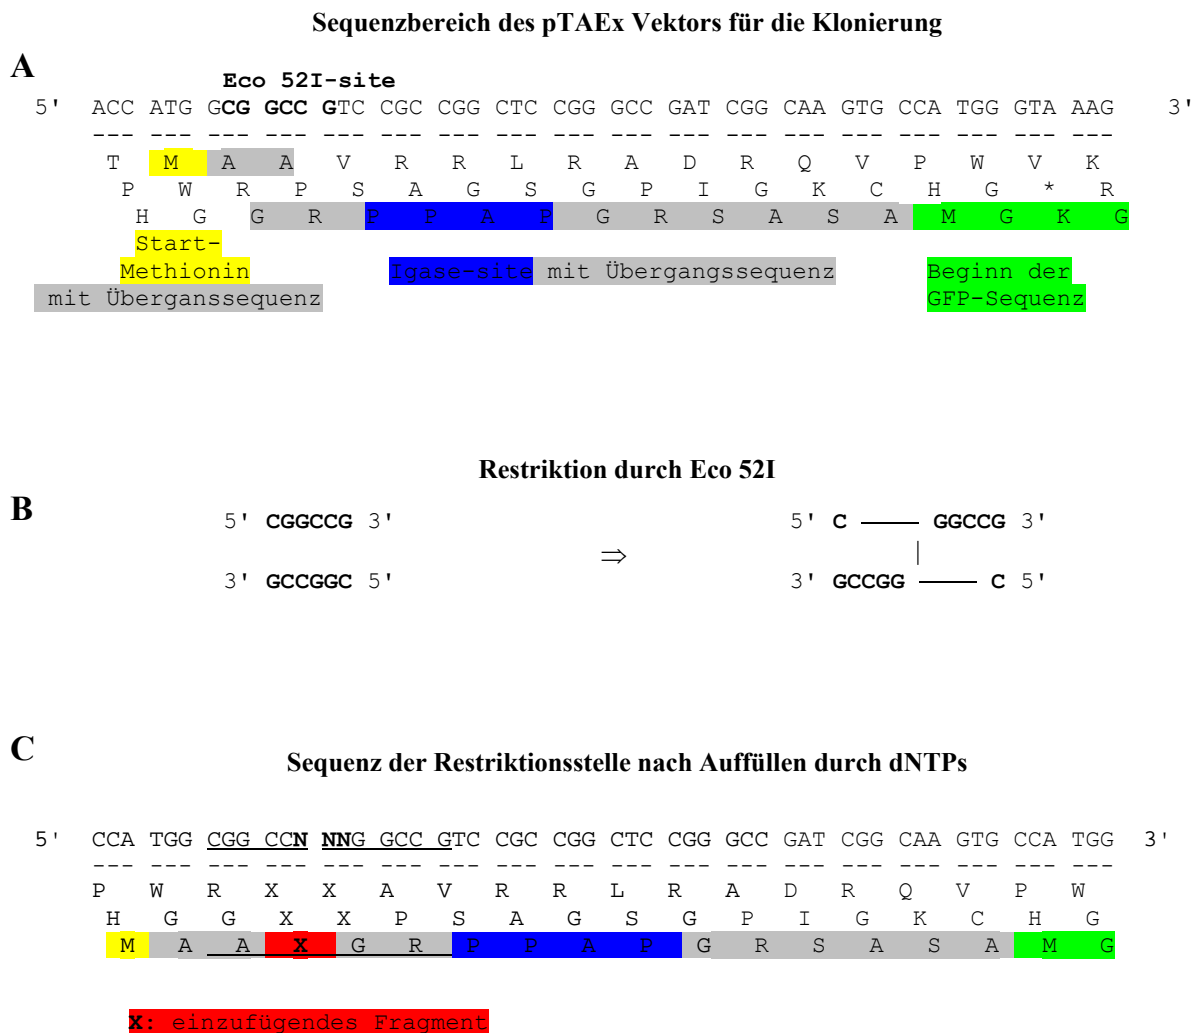 Sequenzbereich des pTAEx Vektors für die Klonierung
A
Eco 52I-site
5' ACC ATG GCG GCC GTC CGC CGG CTC CGG GCC GAT CGG CAA GTG CCA TGG GTA AAG 3'
--- --- --- --- --- --- --- --- --- --- --- --- --- --- --- --- --- ---
T M A A V R R L R A D R Q V P W V K
P W R P S A G S G P I G K C H G * R
H G G R P P A P G R S A S A M G K G
Start-
Methionin Igase-site mit Übergangssequenz Beginn der
mit Überganssequenz GFP-Sequenz
Restriktion durch Eco 52I
B
5' CGGCCG 3' 5' C —— GGCCG 3'
⇒ |
3' GCCGGC 5' 3' GCCGG —— C 5'
C
Sequenz der Restriktionsstelle nach Auffüllen durch dNTPs
5' CCA TGG CGG CCN NNG GCC GTC CGC CGG CTC CGG GCC GAT CGG CAA GTG CCA TGG 3'
--- --- --- --- --- --- --- --- --- --- --- --- --- --- --- --- --- ---
P W R X X A V R R L R A D R Q V P W
H G G X X P S A G S G P I G K C H G
M A A X G R P P A P G R S A S A M G
X: einzufügendes Fragment